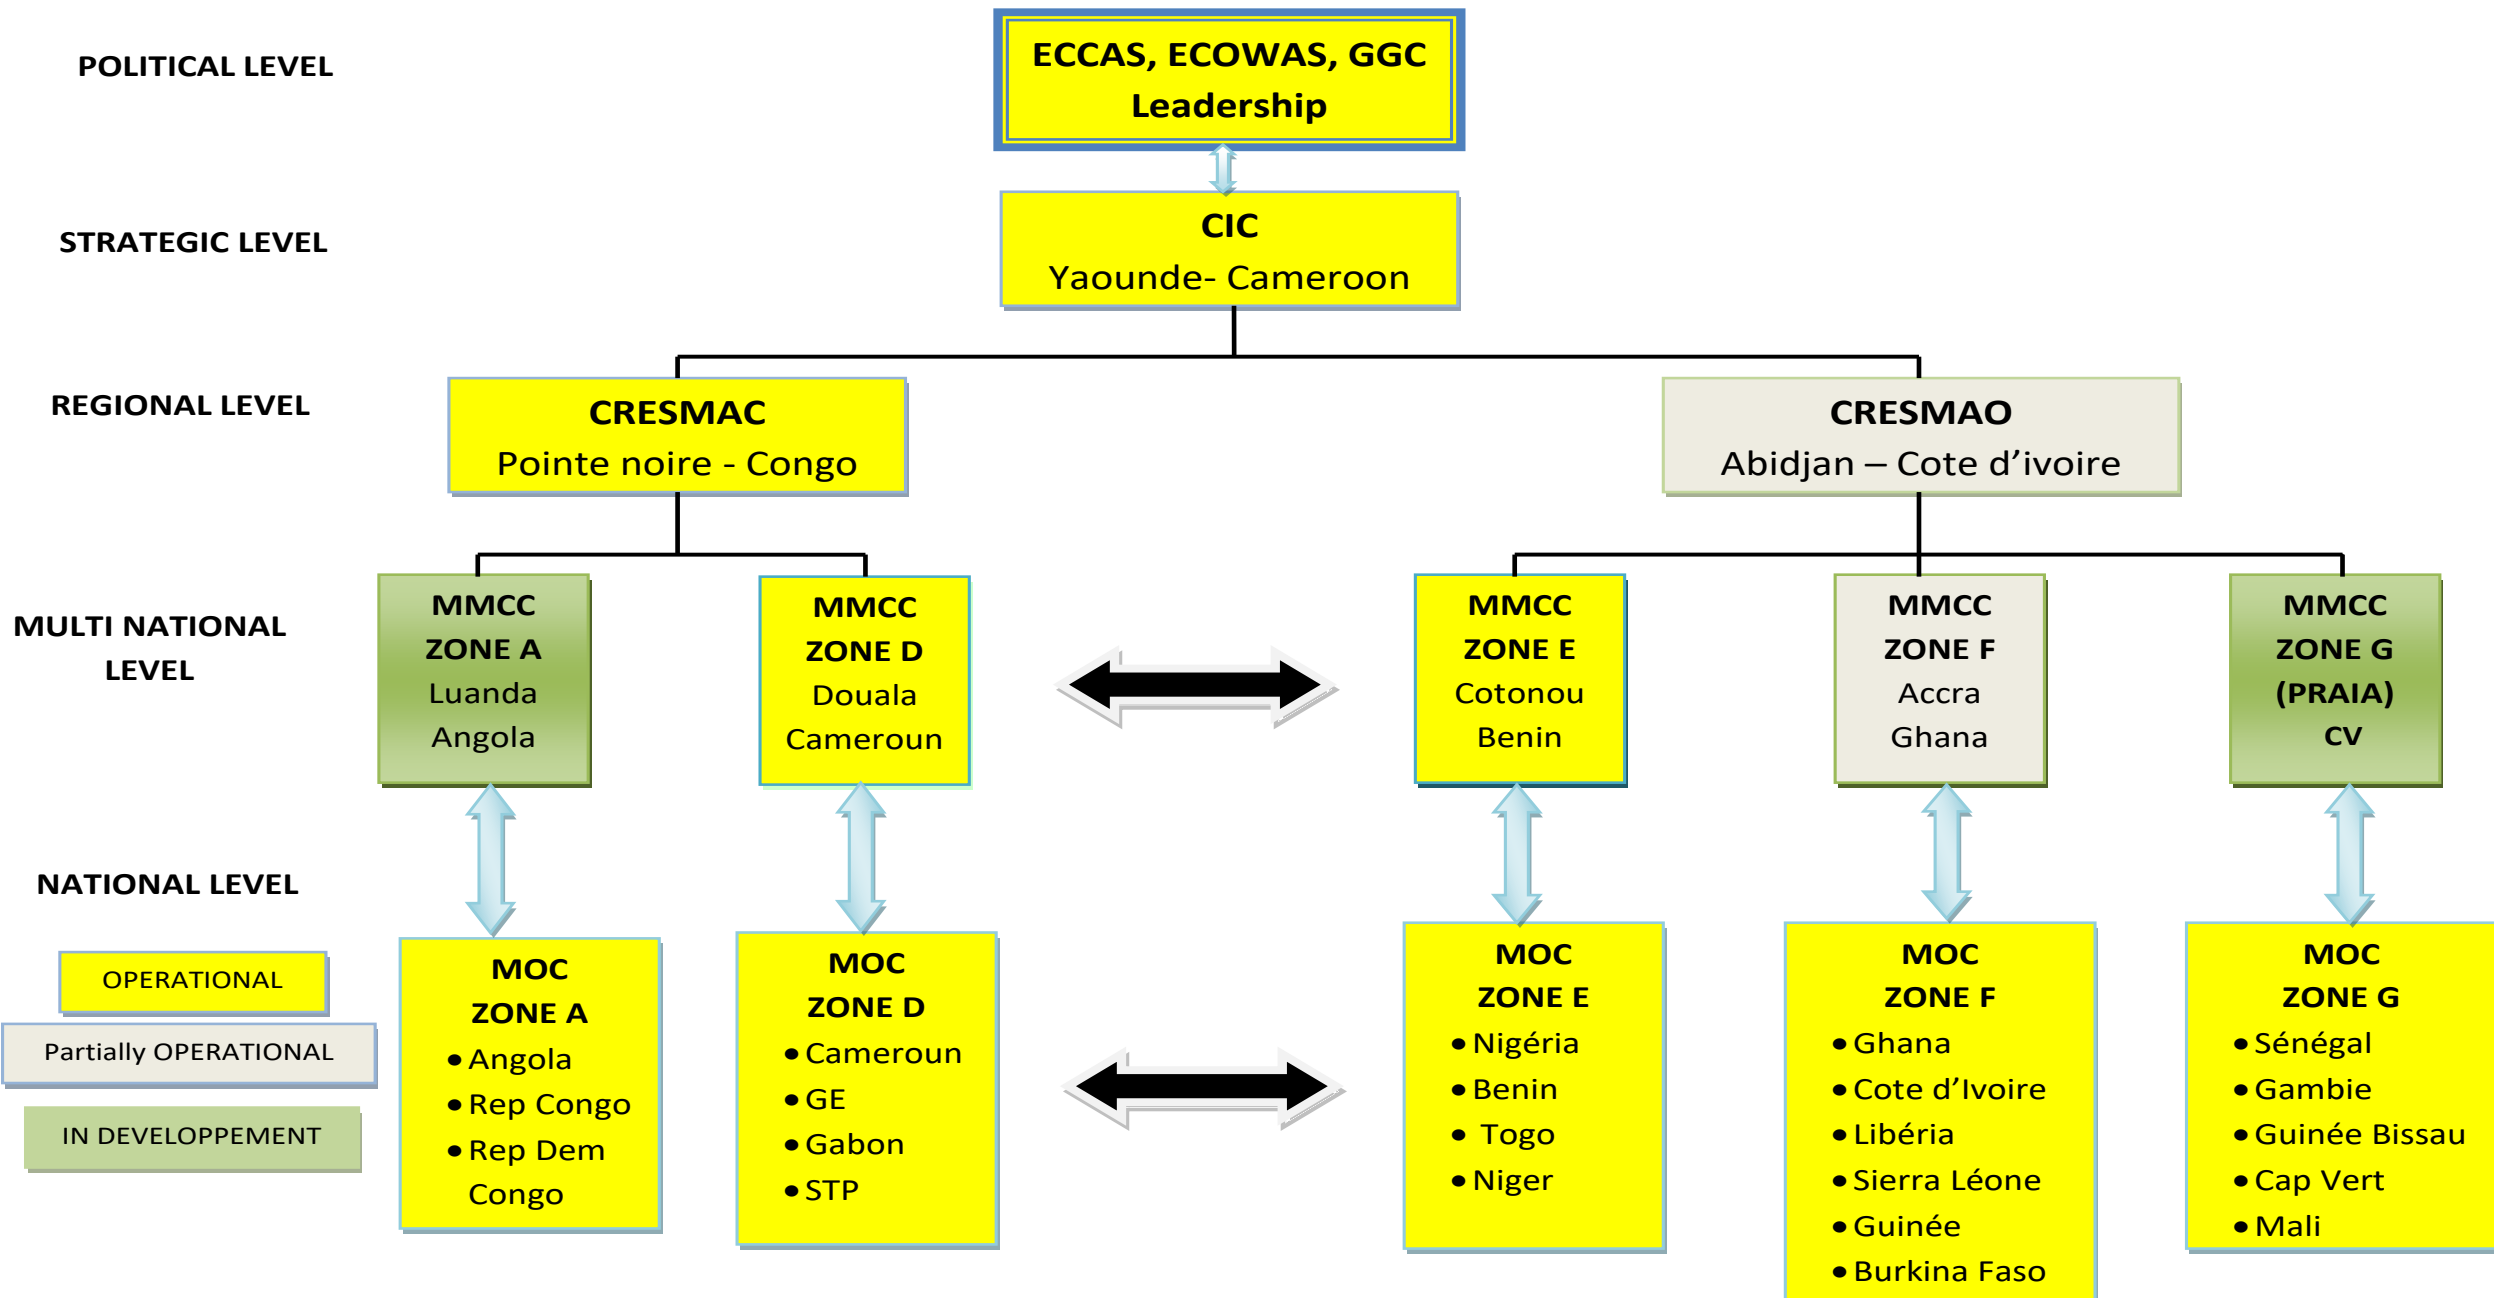 POLITICAL LEVEL
ECCAS, ECOWAS, GGC
Leadership
STRATEGIC LEVEL
CIC
Yaounde- Cameroon
REGIONAL LEVEL
CRESMAC
Pointe noire - Congo
CRESMAO
Abidjan – Cote d’ivoire
MULTI NATIONAL
LEVEL
MMCC
ZONE A
Luanda
Angola
MMCC
ZONE D
Douala
Cameroun
MMCC
ZONE E
Cotonou
Benin
MMCC
ZONE F
Accra
Ghana
MMCC
ZONE G
(PRAIA)
CV
NATIONAL LEVEL
OPERATIONAL
Partially OPERATIONAL
IN DEVELOPPEMENT
MOC
ZONE A
• Angola
• Rep Congo
• Rep Dem
Congo
MOC
ZONE D
• Cameroun
• GE
• Gabon
• STP
MOC
ZONE E
• Nigéria
• Benin
• Togo
• Niger
MOC
ZONE F
• Ghana
• Cote d’Ivoire
• Libéria
• Sierra Léone
• Guinée
• Burkina Faso
MOC
ZONE G
• Sénégal
• Gambie
• Guinée Bissau
• Cap Vert
• Mali